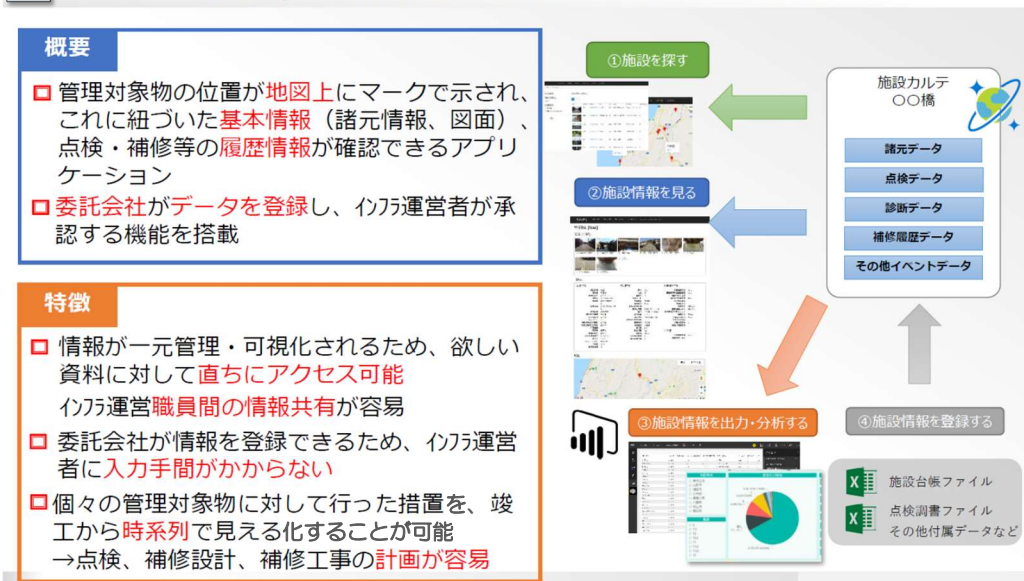 概要
管理対象物の位置が地図上にマークで示され、
これに紐づいた基本情報（諸元情報、図面）、
点検・補修等の履歴情報が確認できるアプリ
ケーション
委託会社がデータを登録し、インフラ運営者が承
認する機能を搭載
特徴
情報が一元管理・可視化されるため、欲しい
資料に対して直ちにアクセス可能
インフラ運営職員間の情報共有が容易
委託会社が情報を登録できるため、インフラ運営
者に入力手間がかからない
個々の管理対象物に対して行った措置を、竣
工から時系列で見える化することが可能
→点検、補修設計、補修工事の計画が容易
①施設を探す
②施設情報を見る
③施設情報を出力・分析する
施設カルテ
〇〇橋
諸元データ
点検データ
診断データ
補修履歴データ
その他イベントデータ
④施設情報を登録する
施設台帳ファイル
点検調書ファイル
その他付属データなど